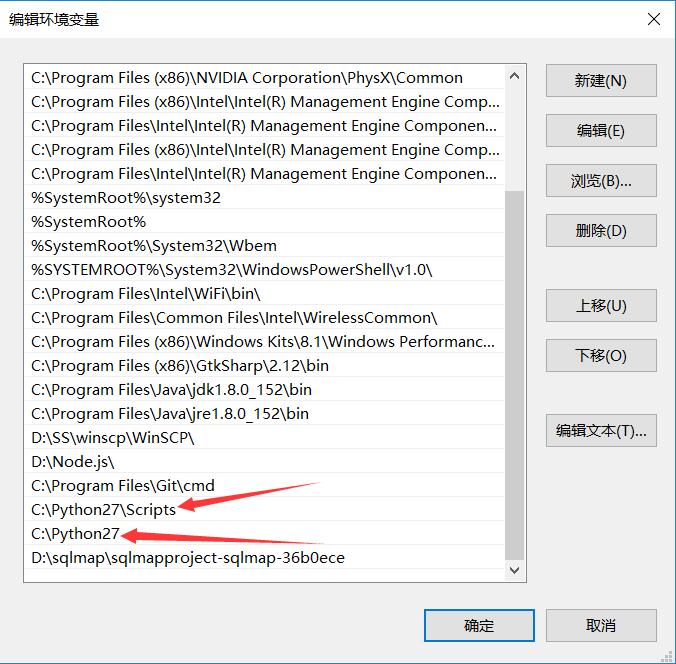 编辑环境变量
C:\Program Files (x86)\NVIDIA Corporation\PhysX\Common
C:\Program Files (x86)\Intel\Intel(R) Management Engine Comp...
C:\Program Files\Intel\Intel(R) Management Engine Componen...
C:\Program Files (x86)\Intel\Intel(R) Management Engine Comp...
C:\Program Files\Intel\Intel(R) Management Engine Componen...
%SystemRoot%\system32
%SystemRoot%
%SystemRoot%\System32\Wbem
%SYSTEMROOT%\System32\WindowsPowerShell\v1.0\
C:\Program Files\Intel\WiFi\bin\
C:\Program Files\Common Files\Intel\WirelessCommon\
C:\Program Files (x86)\Windows Kits\8.1\Windows Performanc...
C:\Program Files (x86)\GtkSharp\2.12\bin
C:\Program Files\Java\jdk1.8.0_152\bin
C:\Program Files\Java\jre1.8.0_152\bin
D:\SS\winscp\WinSCP\
D:\Node.js\
C:\Program Files\Git\cmd
C:\Python27\Scripts
C:\Python27
D:\sqlmap\sqlmapproject-sqlmap-36b0ece
新建(N)
编辑(E)
浏览(B)...
删除(D)
上移(U)
下移(O)
编辑文本(T)...
确定
取消